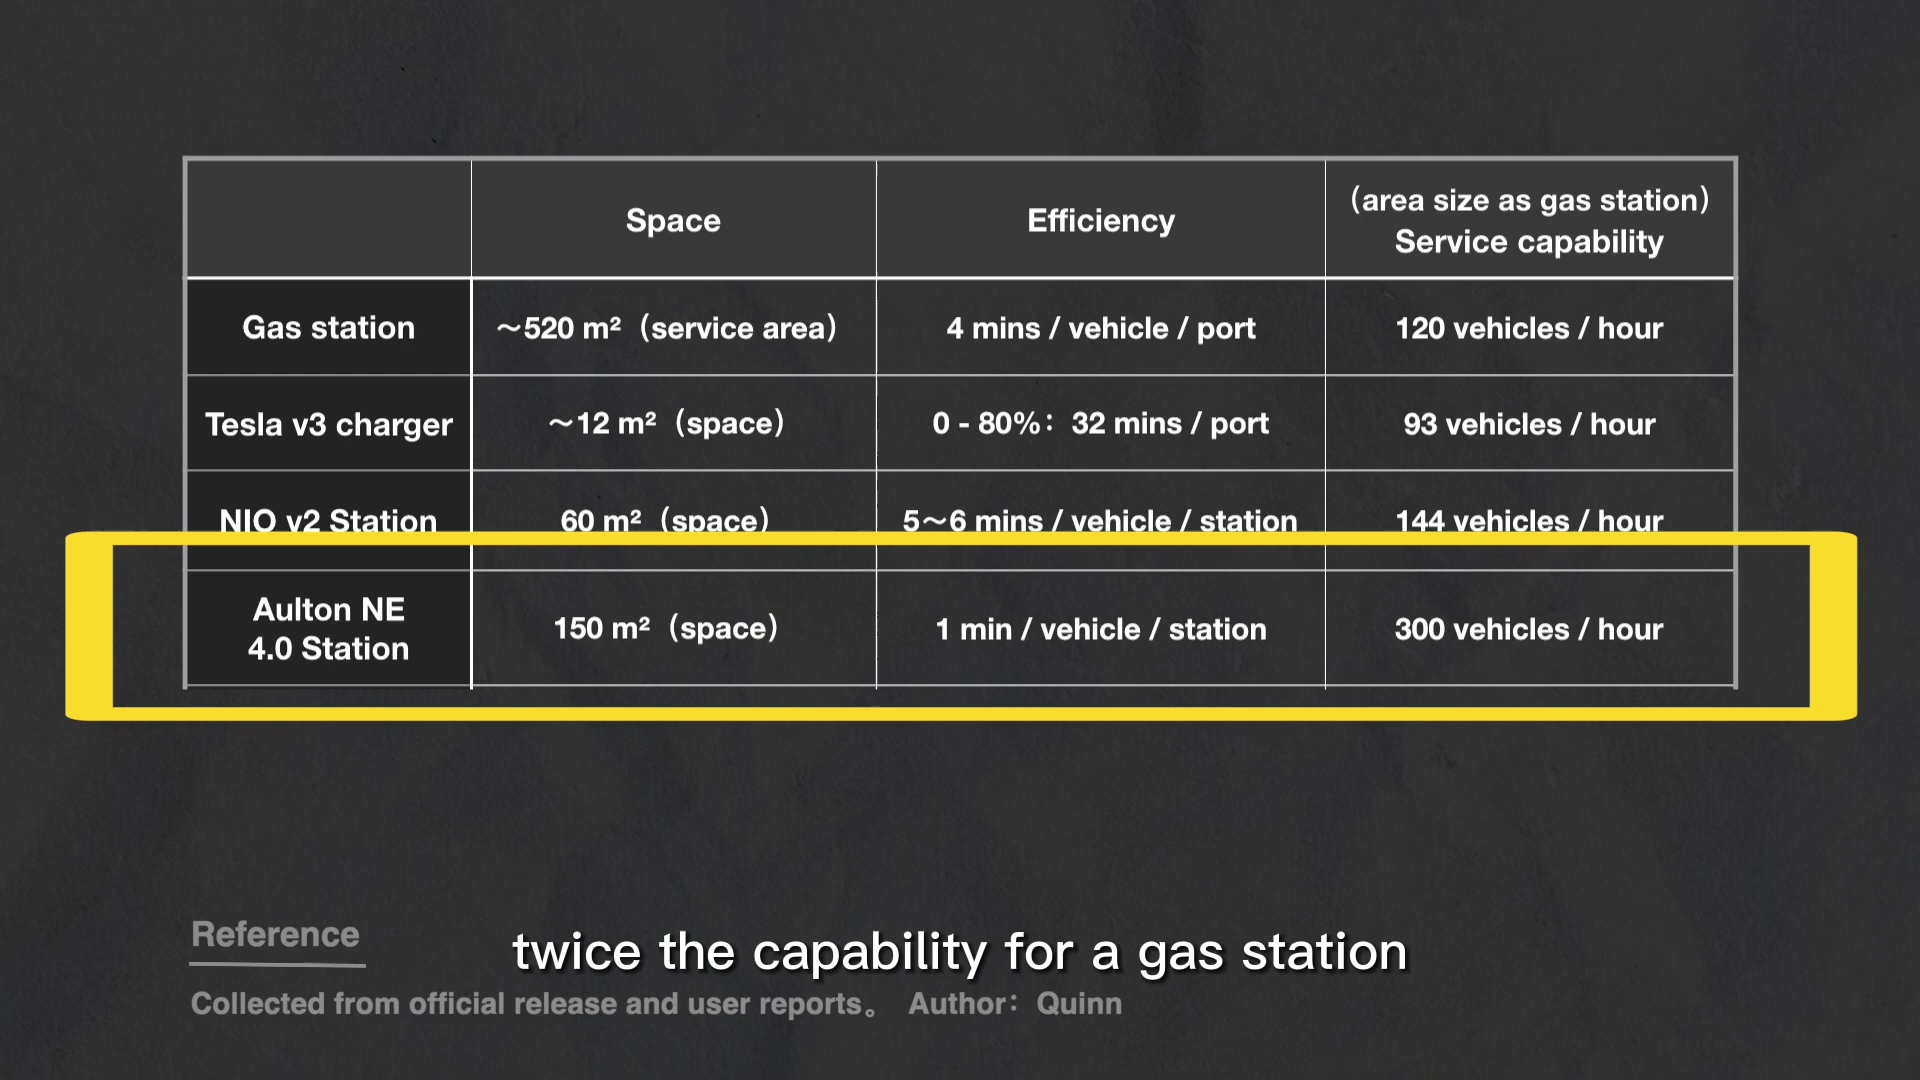 Space
Efficiency
（area size as gas station）
Service capability
Gas station
～520 m²（service area）
4 mins / vehicle / port
120 vehicles / hour
Tesla v3 charger
～12 m²（space）
0 - 80%：32 mins / port
93 vehicles / hour
NIO v2 Station
60 m²（space）
5～6 mins / vehicle / station
144 vehicles / hour
Aulton NE
4.0 Station
150 m²（space）
1 min / vehicle / station
300 vehicles / hour
Reference
twice the capability for a gas station
Collected from official release and user reports。 Author：Quinn